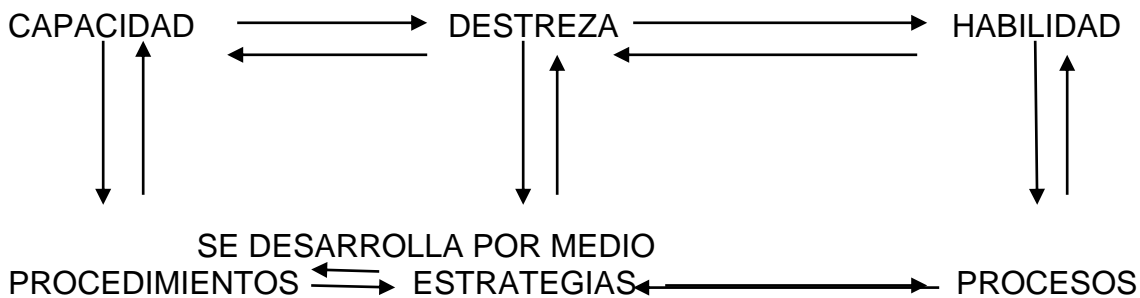 CAPACIDAD DESTREZA HABILIDAD
SE DESARROLLA POR MEDIO
PROCEDIMIENTOS ESTRATEGIAS PROCESOS